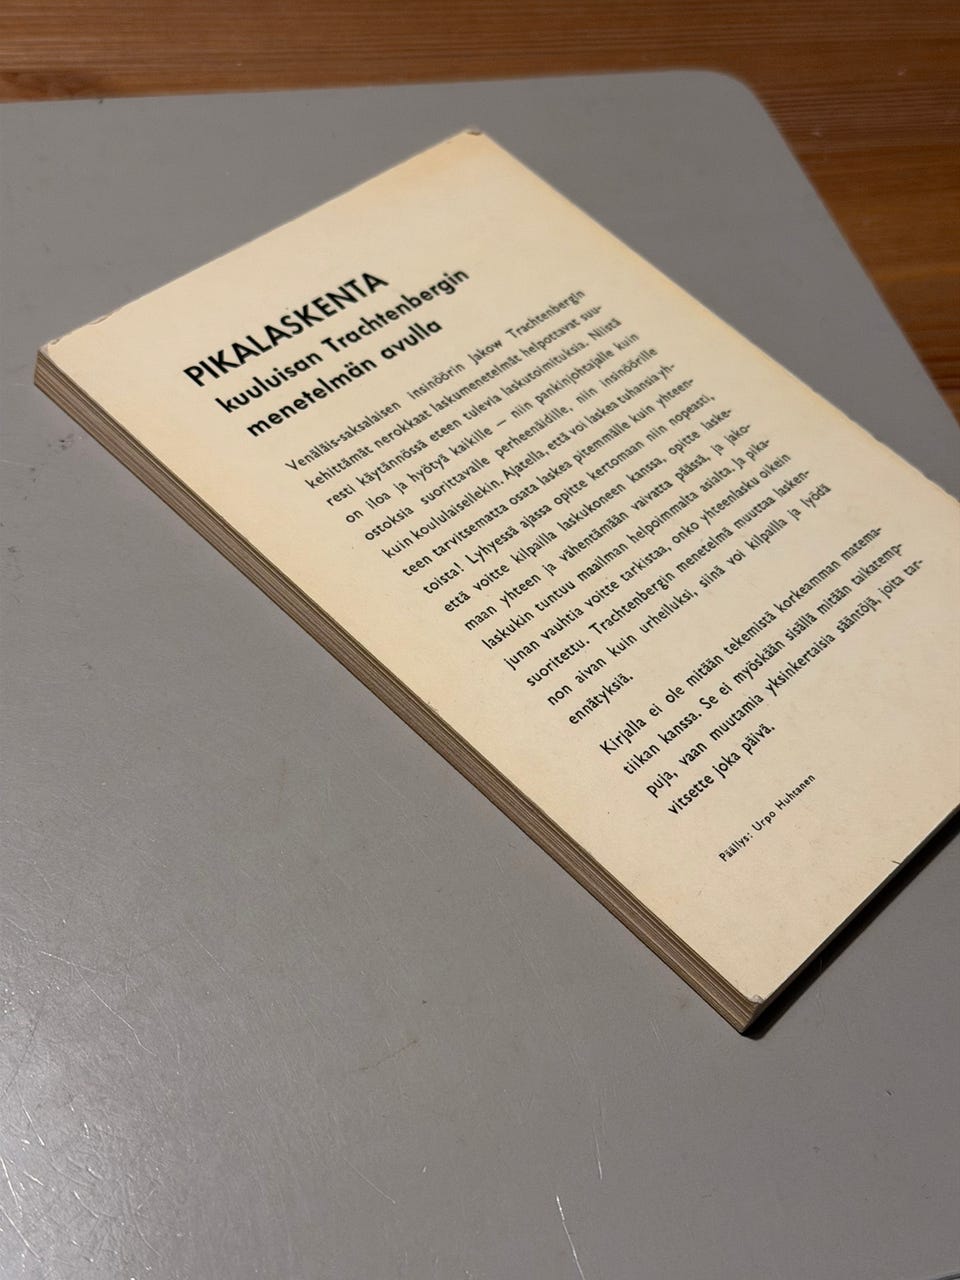 PIKALASKENTA
kuuluisan Trachtenbergin
menetelmän avulla
Venäläis-saksalaisen insinöörin Jakow Trachtenbergin
kehittämät nerokkaat laskumenetelmät helpottavat suu-
resti käytännössä eteen tulevia laskutoimituksia. Niistä
on iloa ja hyötyä kaikille — niin pankinjohtajalle kuin
ostoksia suorittavalle perheenäidille, niin insinöörille
kuin koululaisellekin. Ajatella, että voi laskea tuhansia yh-
teen tarvitsematta osata laskea pitemmälle kuin yhteen-
toista! Lyhyessä ajassa opitte kertomaan niin nopeasti,
että voitte kilpailla laskukoneen kanssa, opitte laske-
maan yhteen ja vähentämään vaivatta päässä, ja jako-
laskukin tuntuu maailman helpoimmalta asialta, ja pika-
junan vauhtia voitte tarkistaa, onko yhteenlasku oikein
suoritettu. Trachtenbergin menetelmä muuttaa lasken-
non aivan kuin urheiluksi, siinä voi kilpailla ja lyödä
ennätyksiä.
Kirjalla ei ole mitään tekemistä korkeamman matema-
tiikan kanssa. Se ei myöskään sisällä mitään taikatemp-
puja, vaan muutamia yksinkertaisia sääntöjä, joita tar-
vitsette joka päivä.
Päällys: Urpo Huhtanen